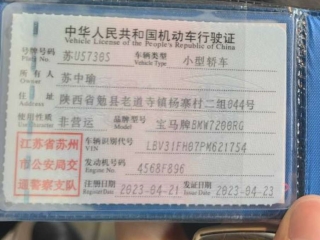 中华人民共和国机动车行驶证
Vehicle License of the People's Republic of China
号牌号码 苏U5730S 车辆类型 小型轿车
Plate No. Vehicle Type
所有人 苏中瑜
Owner
住址 陕西省勉县老道寺镇杨寨村二组044号
Address
使用性质 非营运 品牌型号 宝马牌BMW7200RG
Model
江苏省苏州市公安局交通警察支队
车辆识别代号 LBV31FH07PM621754
VIN
发动机号码 4568F896
Engine No.
注册日期 2023-04-21 发证日期 2023-04-23
Register Date Issue Date